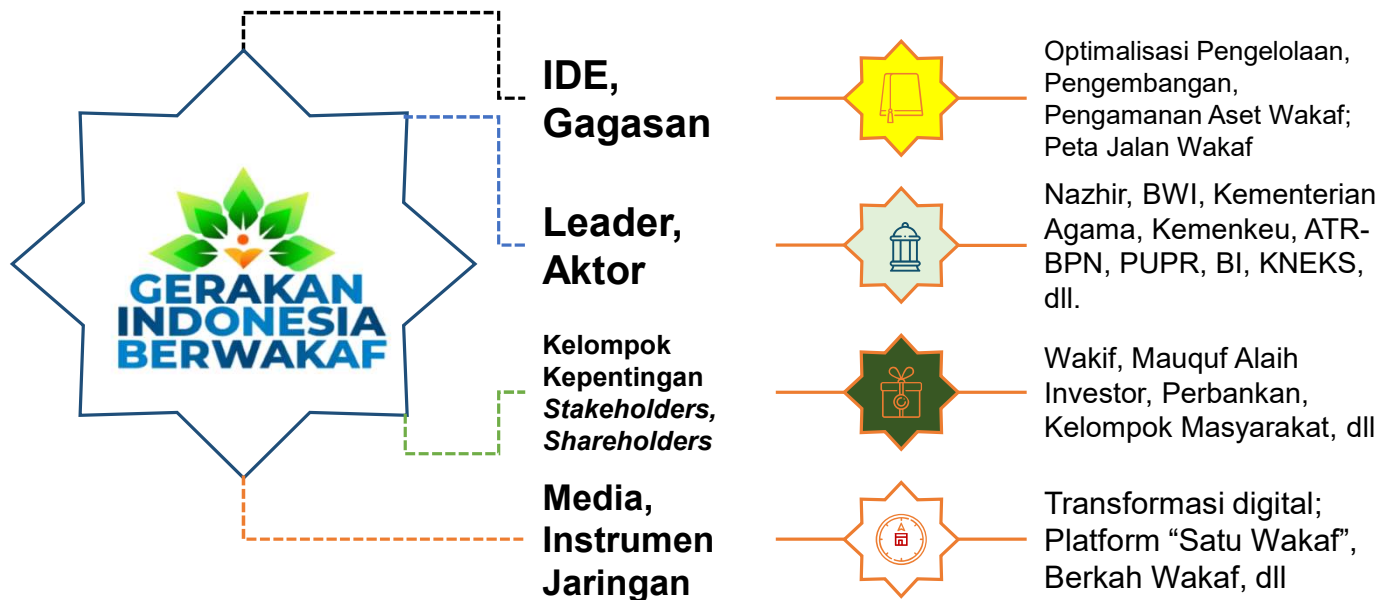 GERAKAN
INDONESIA
BERWAKAF
IDE,
Gagasan
Optimalisasi Pengelolaan,
Pengembangan,
Pengamanan Aset Wakaf;
Peta Jalan Wakaf
Leader,
Aktor
Nazhir, BWI, Kementerian
Agama, Kemenkeu, ATR-
BPN, PUPR, BI, KNEKS,
dll.
Kelompok
Kepentingan
Stakeholders,
Shareholders
Wakif, Mauquf Alaih
Investor, Perbankan,
Kelompok Masyarakat, dll
Media,
Instrumen
Jaringan
Transformasi digital;
Platform “Satu Wakaf”,
Berkah Wakaf, dll